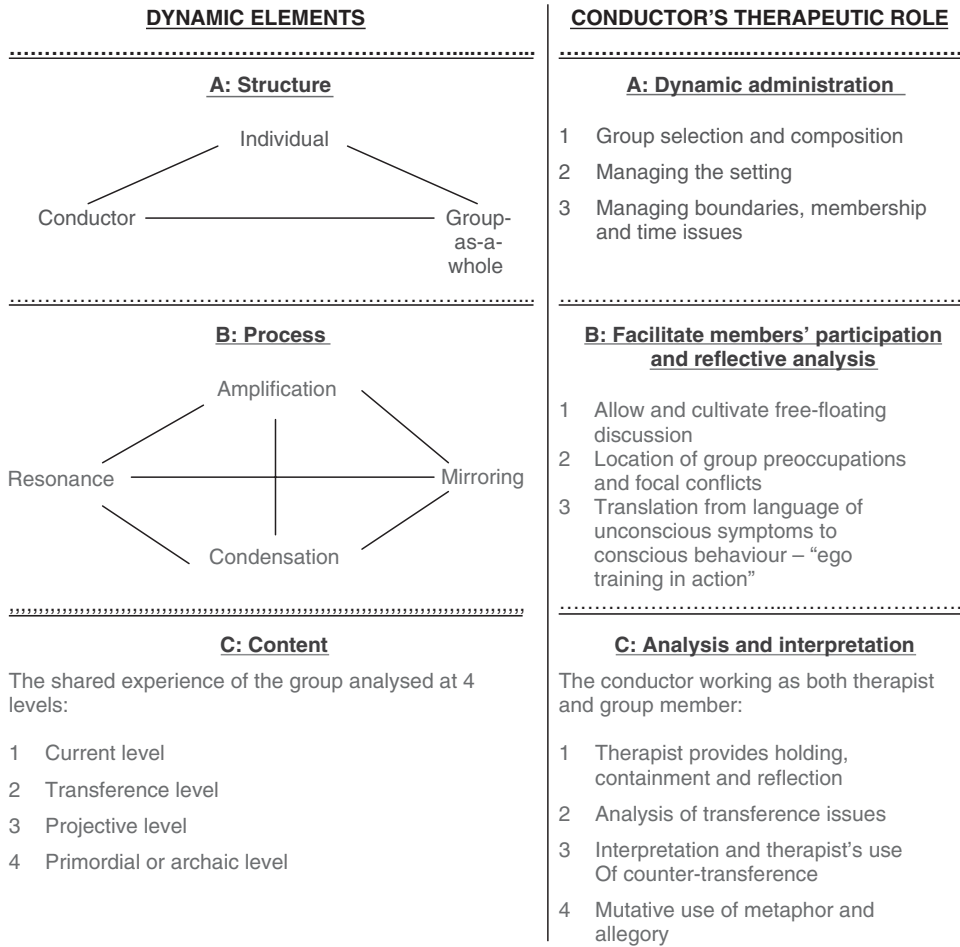 DYNAMIC ELEMENTS
A: Structure
Individual
Conductor
Group-
as-a-
whole
B: Process
Amplification
Resonance
Mirroring
Condensation
C: Content
The shared experience of the group analysed at 4
levels:
1 Current level
2 Transference level
3 Projective level
4 Primordial or archaic level
CONDUCTOR'S THERAPEUTIC ROLE
A: Dynamic administration
1 Group selection and composition
2 Managing the setting
3 Managing boundaries, membership
and time issues
B: Facilitate members' participation
and reflective analysis
1 Allow and cultivate free-floating
discussion
2 Location of group preoccupations
and focal conflicts
3 Translation from language of
unconscious symptoms to
conscious behaviour – "ego
training in action"
C: Analysis and interpretation
The conductor working as both therapist
and group member:
1 Therapist provides holding,
containment and reflection
2 Analysis of transference issues
3 Interpretation and therapist's use
Of counter-transference
4 Mutative use of metaphor and
allegory